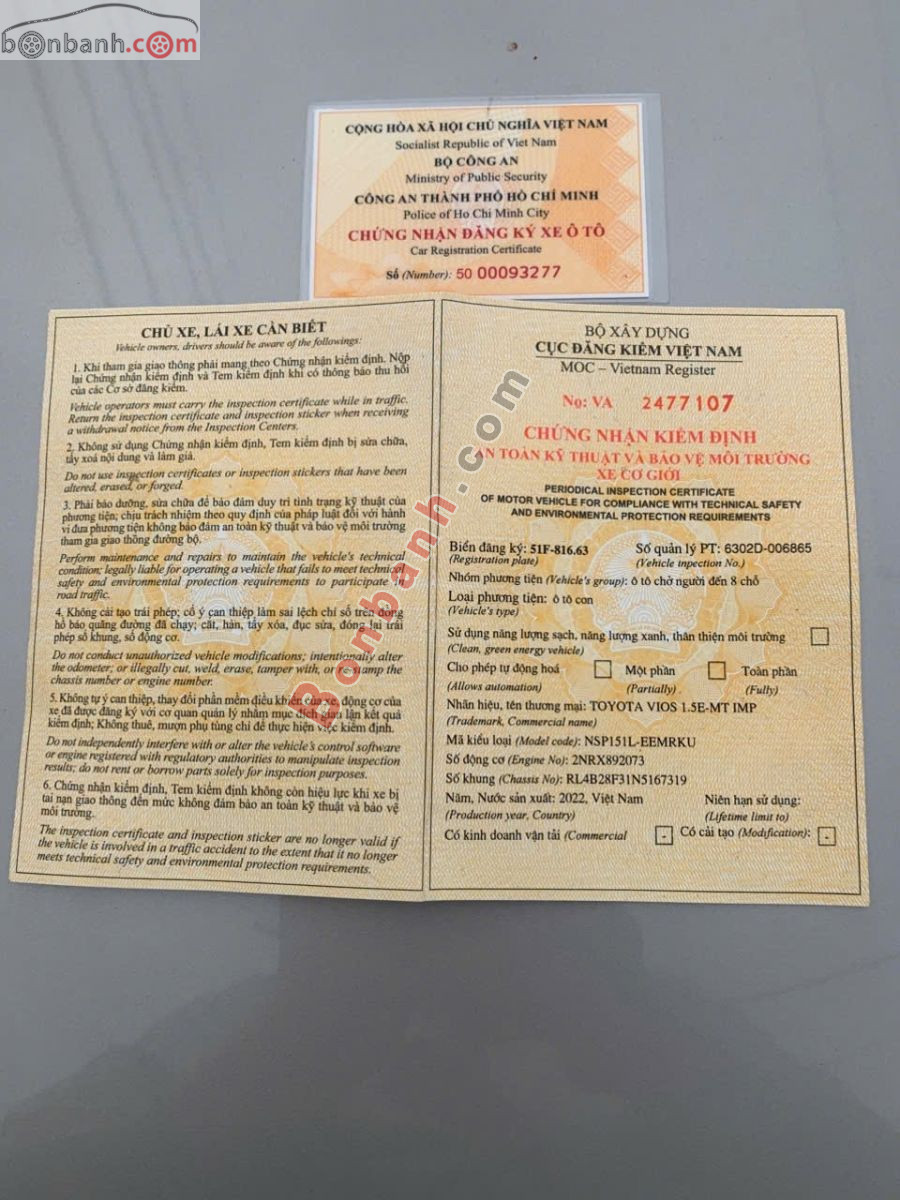 bonbanh.com
CỘNG HÒA XÃ HỘI CHỦ NGHĨA VIỆT NAM
Socialist Republic of Viet Nam
BỘ CÔNG AN
Ministry of Public Security
CÔNG AN THÀNH PHỐ HỒ CHÍ MINH
Police of Ho Chi Minh City
CHỨNG NHẬN ĐĂNG KÝ XE Ô TÔ
Car Registration Certificate
Số (Number): 50 00093277
CHỦ XE, LÁI XE CẦN BIẾT
Vehicle owners, drivers should be aware of the followings:
1. Khi tham gia giao thông phải mang theo Chứng nhận kiểm định. Nộp
lại Chứng nhận kiểm định và Tem kiểm định khi có thông báo thu hồi
của các Cơ sở đăng kiểm.
Vehicle operators must carry the inspection certificate while in traffic.
Return the inspection certificate and inspection sticker when receiving
a withdrawal notice from the Inspection Centers.
2. Không sử dụng Chứng nhận kiểm định, Tem kiểm định bị sửa chữa,
tẩy xoá nội dung và làm giả.
Do not use inspection certificates or inspection stickers that have been
altered, erased, or forged.
3. Phải bảo dưỡng, sửa chữa để bảo đảm duy trì tình trạng kỹ thuật của
phương tiện; chịu trách nhiệm theo quy định của pháp luật đối với hành
vi đưa phương tiện không bảo đảm an toàn kỹ thuật và bảo vệ môi trường
tham gia giao thông đường bộ.
Perform maintenance and repairs to maintain the vehicle's technical
condition; legally liable for operating a vehicle that fails to meet technical
safety and environmental protection requirements to participate in
road traffic.
4. Không cải tạo trái phép; cố ý can thiệp làm sai lệch chỉ số trên đồng
hồ báo quãng đường đã chạy; cắt, hàn, tẩy xóa, đục sửa, đóng lại trái
phép số khung, số động cơ.
Do not conduct unauthorized vehicle modifications; intentionally alter
the odometer; or illegally cut, weld, erase, tamper with, or re-stamp the
chassis number or engine number.
5. Không tự ý can thiệp, thay đổi phần mềm điều khiển của xe, động cơ của
xe đã được đăng ký với cơ quan quản lý nhằm mục đích gian lận kết quả
kiểm định; Không thuê, mượn phụ tùng chỉ để thực hiện việc kiểm định.
Do not independently interfere with or alter the vehicle's control software
or engine registered with regulatory authorities to manipulate inspection
results; do not rent or borrow parts solely for inspection purposes.
6. Chứng nhận kiểm định, Tem kiểm định không còn hiệu lực khi xe bị
tai nạn giao thông đến mức không đảm bảo an toàn kỹ thuật và bảo vệ
môi trường.
The inspection certificate and inspection sticker are no longer valid if
the vehicle is involved in a traffic accident to the extent that it no longer
meets technical safety and environmental protection requirements.
BỘ XÂY DỰNG
CỤC ĐĂNG KIỂM VIỆT NAM
MOC – Vietnam Register
No: VA 2477107
CHỨNG NHẬN KIỂM ĐỊNH
AN TOÀN KỸ THUẬT VÀ BẢO VỆ MÔI TRƯỜNG
XE CƠ GIỚI
PERIODICAL INSPECTION CERTIFICATE
OF MOTOR VEHICLE FOR COMPLIANCE WITH TECHNICAL SAFETY
AND ENVIRONMENTAL PROTECTION REQUIREMENTS
Biển đăng ký: 51F-816.63 Số quản lý PT: 6302D-006865
(Registration plate) (Vehicle inpection No.)
Nhóm phương tiện (Vehicle's group): ô tô chở người đến 8 chỗ
Loại phương tiện: ô tô con
(Vehicle's type)
Sử dụng năng lượng sạch, năng lượng xanh, thân thiện môi trường
(Clean, green energy vehicle)
Cho phép tự động hoá Một phần Toàn phần
(Allows automation) (Partially) (Fully)
Nhãn hiệu, tên thương mại: TOYOTA VIOS 1.5E-MT IMP
(Trademark, Commercial name)
Mã kiểu loại (Model code): NSP151L-EEMRKU
Số động cơ (Engine No): 2NRX892073
Số khung (Chassis No): RL4B28F31N5167319
Năm, Nước sản xuất: 2022, Việt Nam Niên hạn sử dụng:
(Production year, Country) (Lifetime limit to)
Có kinh doanh vận tải (Commercial - Có cải tạo (Modification): -
Bonbanh.com